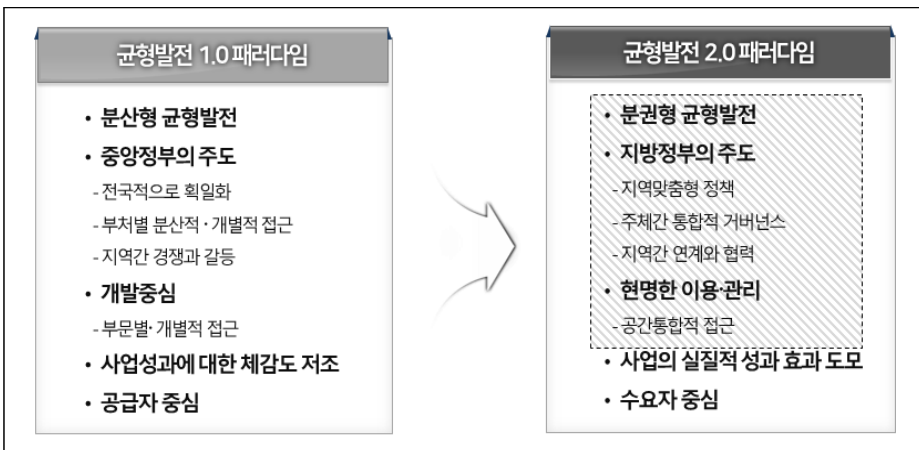 균형발전 1.0 패러다임
• 분산형 균형발전
• 중앙정부의 주도
- 전국적으로 획일화
- 부처별 분산적·개별적 접근
- 지역간 경쟁과 갈등
• 개발중심
- 부문별·개별적 접근
• 사업성과에 대한 체감도 저조
• 공급자 중심
균형발전 2.0 패러다임
• 분권형 균형발전
• 지방정부의 주도
- 지역맞춤형 정책
- 주체간 통합적 거버넌스
- 지역간 연계와 협력
• 현명한 이용·관리
- 공간통합적 접근
• 사업의 실질적 성과 효과 도모
• 수요자 중심